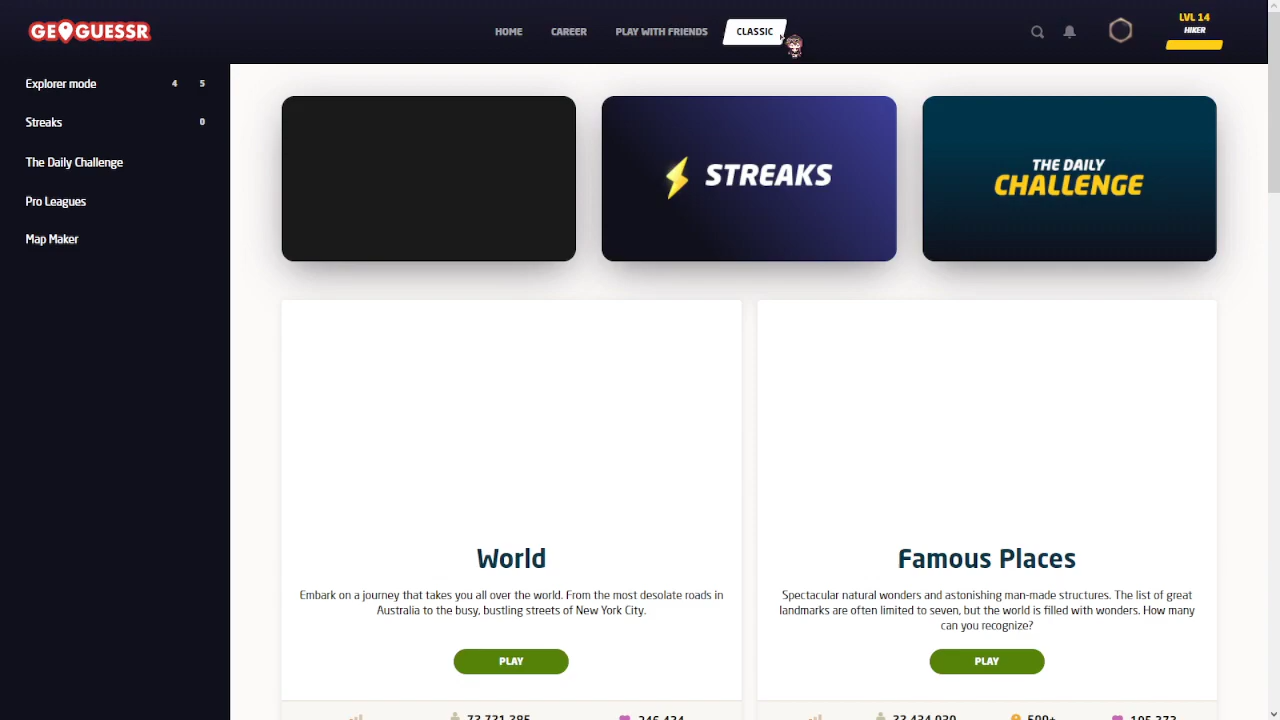 GEOGUESSR
HOME
CAREER
PLAY WITH FRIENDS
CLASSIC
LVL 14
HIKER
Explorer mode 4 5
Streaks 0
The Daily Challenge
Pro Leagues
Map Maker
STREAKS
THE DAILY
CHALLENGE
World
Embark on a journey that takes you all over the world. From the most desolate roads in
Australia to the busy, bustling streets of New York City.
PLAY
Famous Places
Spectacular natural wonders and astonishing man-made structures. The list of great
landmarks are often limited to seven, but the world is filled with wonders. How many
can you recognize?
PLAY